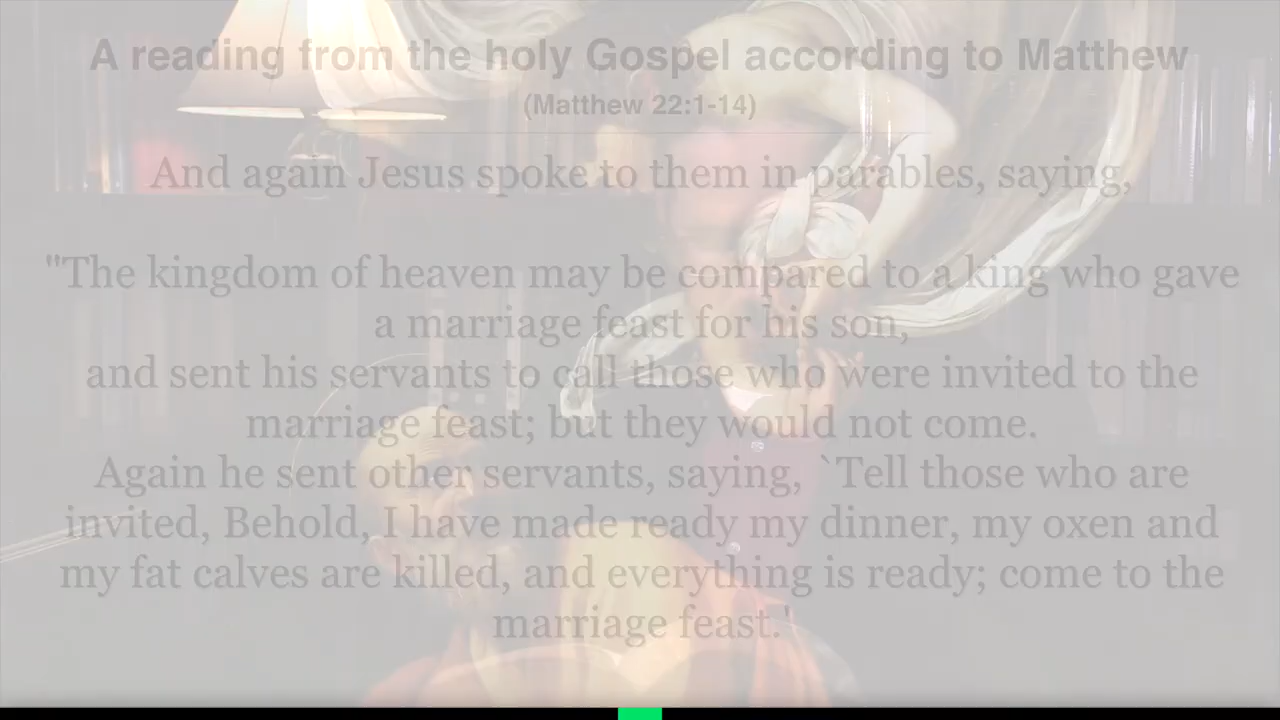 A reading from the holy Gospel according to Matthew
(Matthew 22:1-14)
And again Jesus spoke to them in parables, saying,
"The kingdom of heaven may be compared to a king who gave
a marriage feast for his son,
and sent his servants to call those who were invited to the
marriage feast; but they would not come.
Again he sent other servants, saying, `Tell those who are
invited, Behold, I have made ready my dinner, my oxen and
my fat calves are killed, and everything is ready; come to the
marriage feast.'